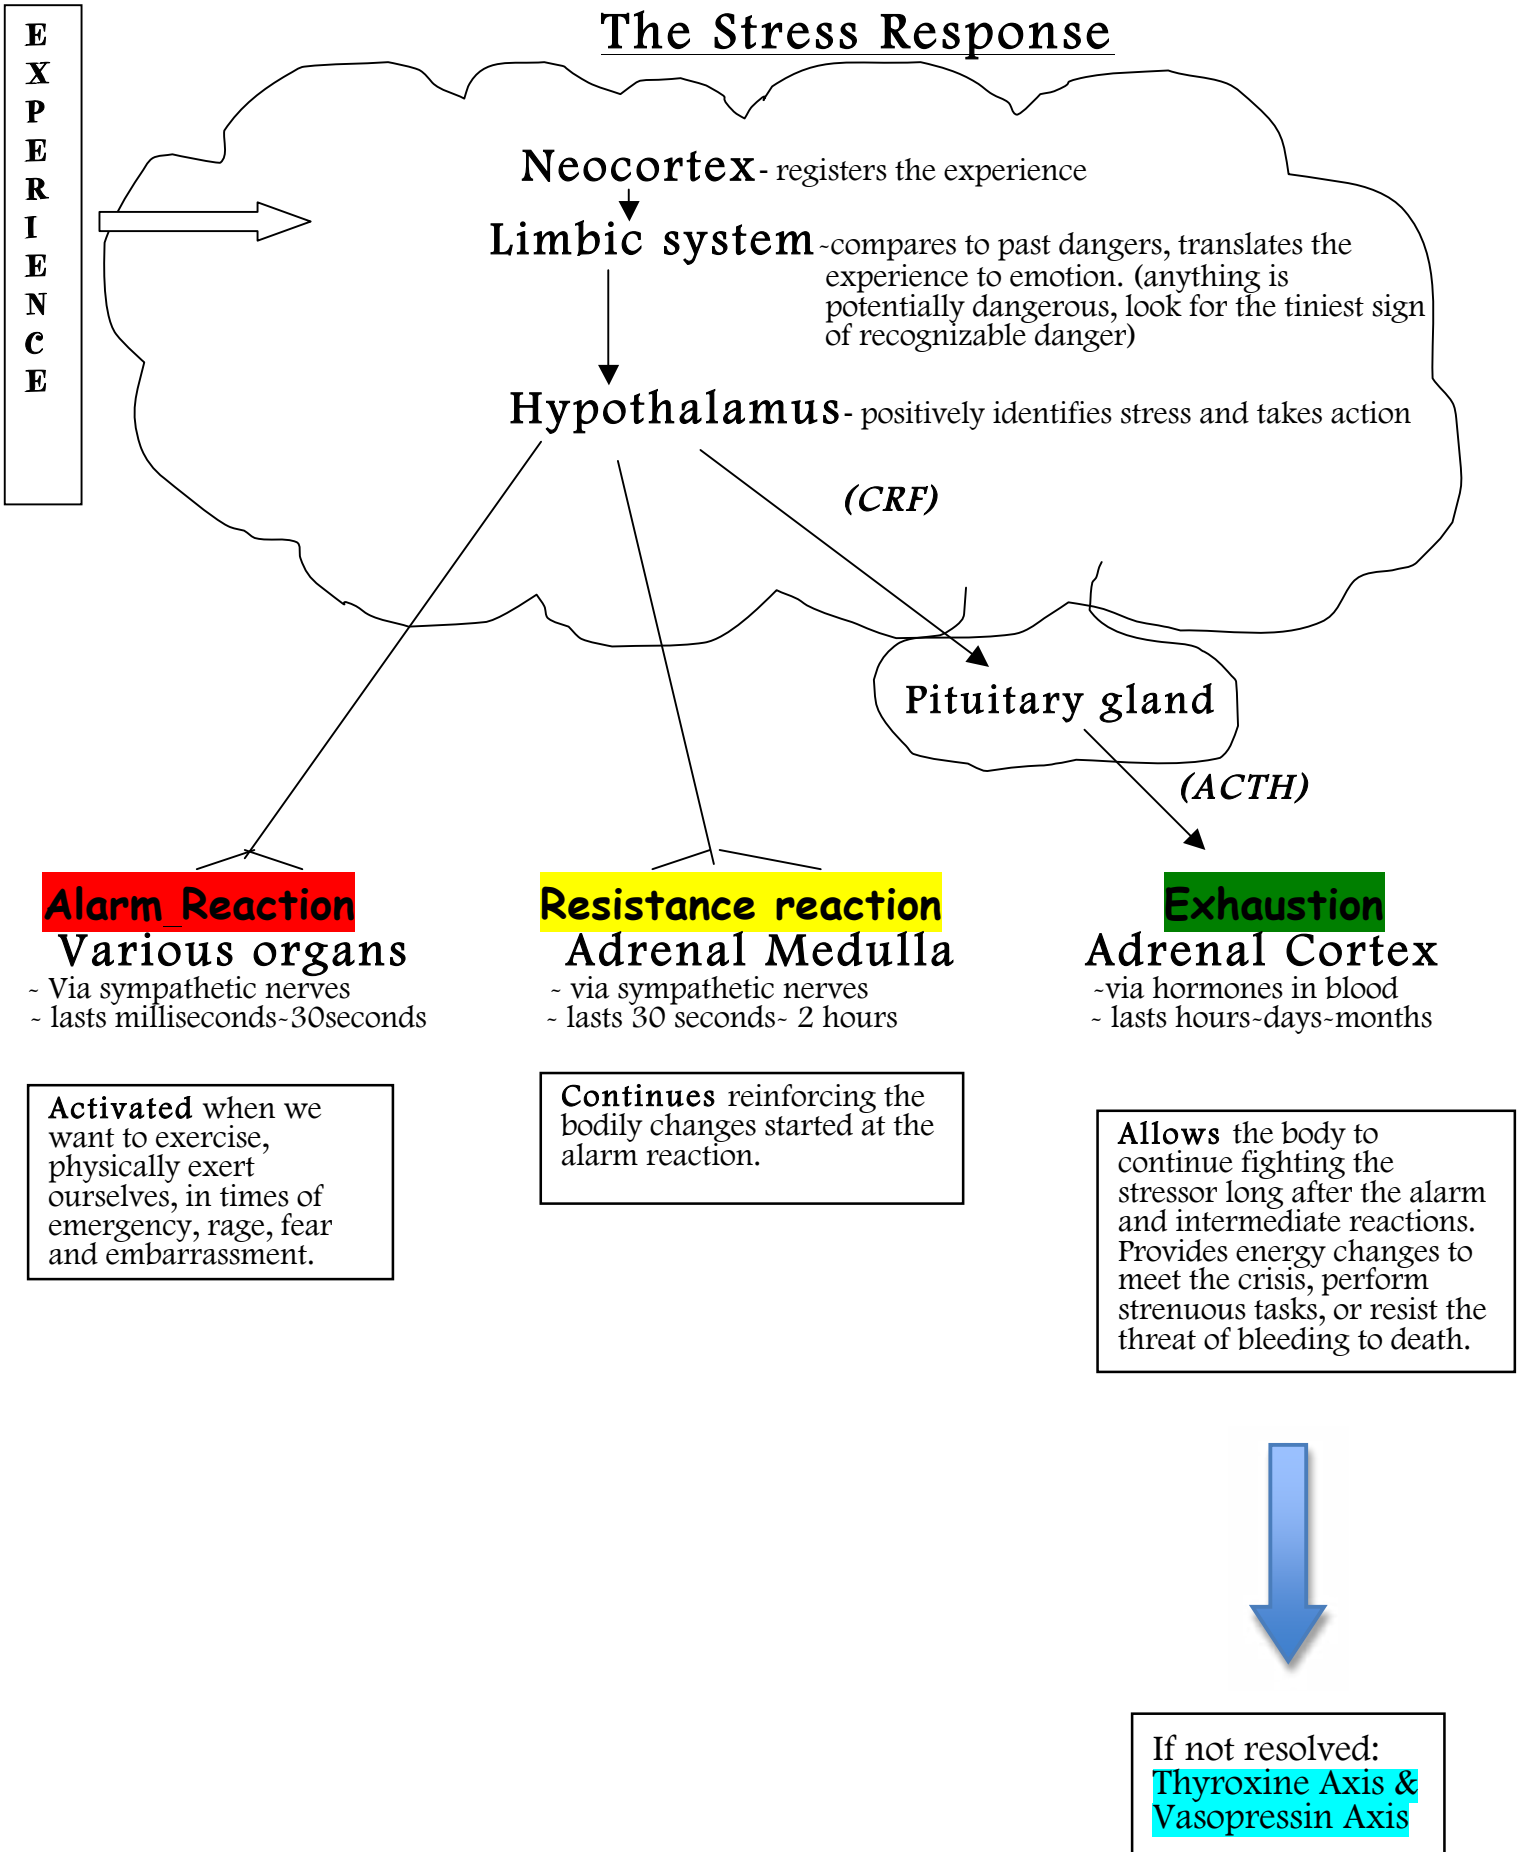 The Stress Response
EXPERIENCE
Neocortex- registers the experience
Limbic system-compares to past dangers, translates the
experience to emotion. (anything is
potentially dangerous, look for the tiniest sign
of recognizable danger)
Hypothalamus- positively identifies stress and takes action
(CRF)
Pituitary gland
(ACTH)
Alarm Reaction
Various organs
- Via sympathetic nerves
- lasts milliseconds-30seconds
Activated when we
want to exercise,
physically exert
ourselves, in times of
emergency, rage, fear
and embarrassment.
Resistance reaction
Adrenal Medulla
- via sympathetic nerves
- lasts 30 seconds- 2 hours
Continues reinforcing the
bodily changes started at the
alarm reaction.
Exhaustion
Adrenal Cortex
-via hormones in blood
- lasts hours-days-months
Allows the body to
continue fighting the
stressor long after the alarm
and intermediate reactions.
Provides energy changes to
meet the crisis, perform
strenuous tasks, or resist the
threat of bleeding to death.
If not resolved:
Thyroxine Axis &
Vasopressin Axis